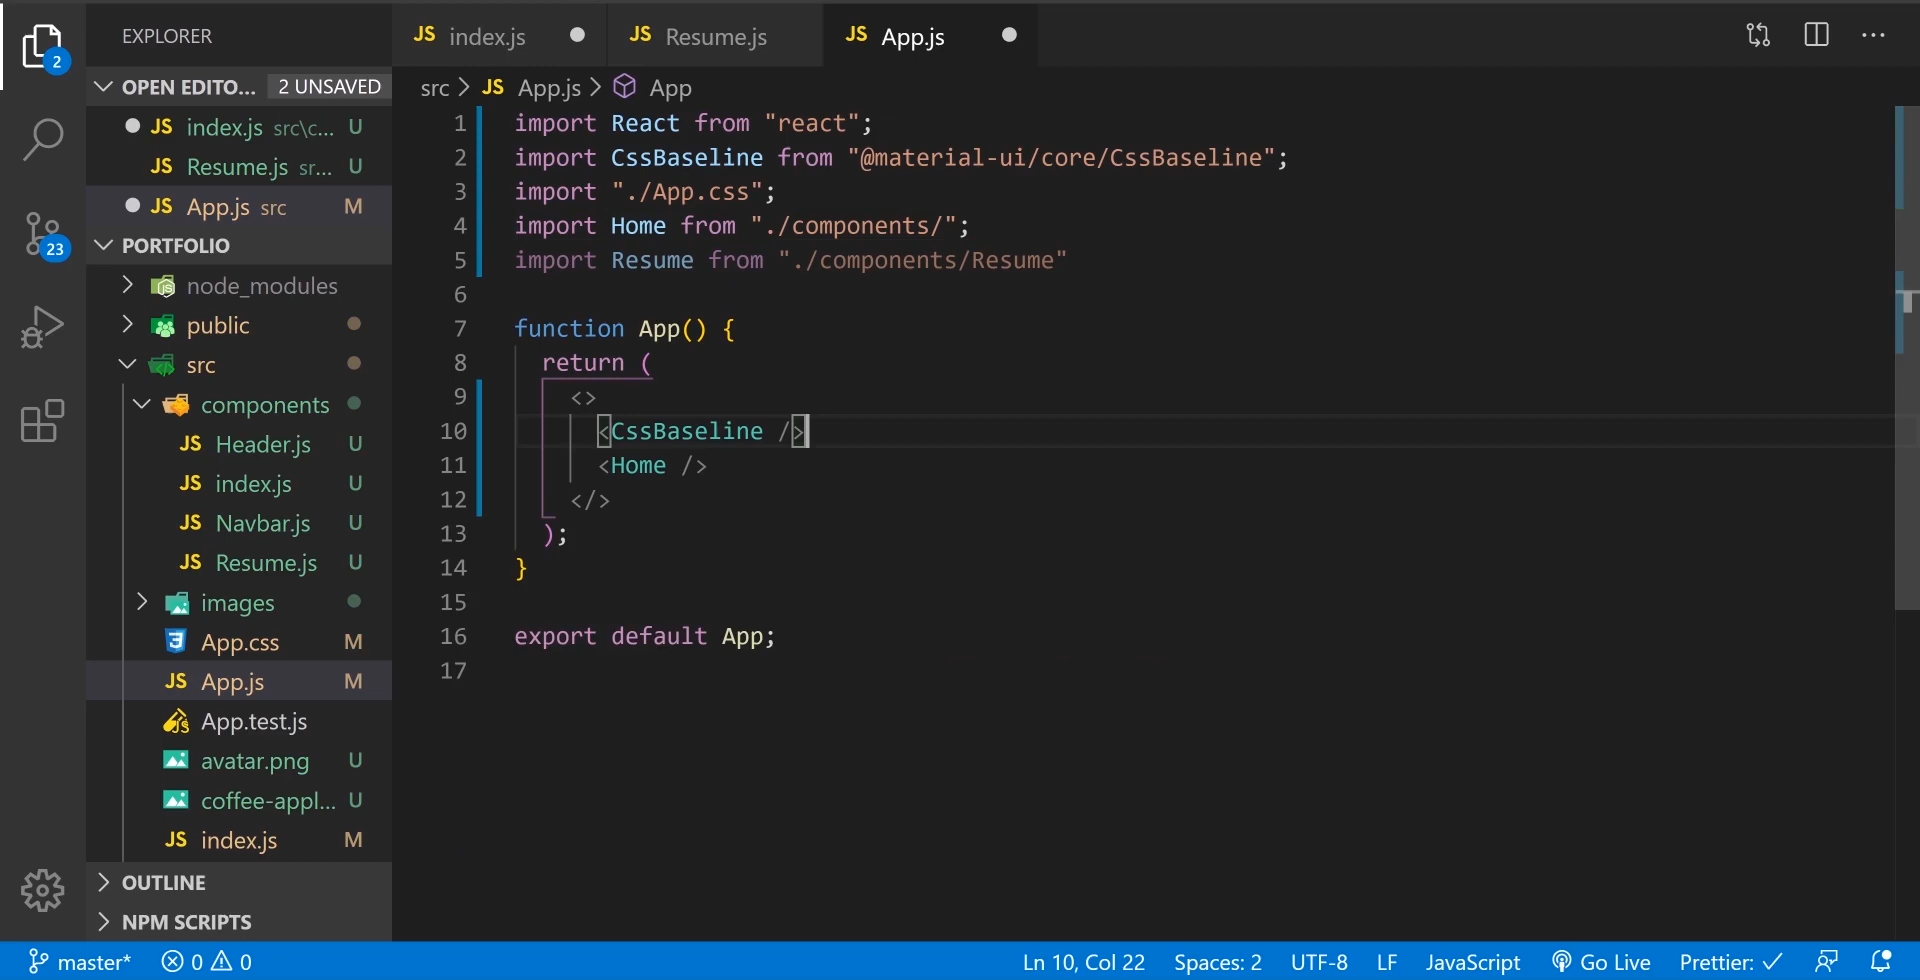 EXPLORER
JS index.js
JS Resume.js
JS App.js
2
OPEN EDITO... 2 UNSAVED
JS index.js src\c... U
JS Resume.js sr... U
JS App.js src M
PORTFOLIO
23
node_modules
public
src
components
JS Header.js U
JS index.js U
JS Navbar.js U
JS Resume.js U
images
App.css M
JS App.js M
App.test.js
avatar.png U
coffee-appl... U
JS index.js M
OUTLINE
NPM SCRIPTS
src > JS App.js > App
1 import React from "react";
2 import CssBaseline from "@material-ui/core/CssBaseline";
3 import "./App.css";
4 import Home from "./components/";
5 import Resume from "./components/Resume"
6
7 function App() {
8 return (
9 <>
10 <CssBaseline />
11 <Home />
12 </>
13 );
14 }
15
16 export default App;
17
master* 0 0 Ln 10, Col 22 Spaces: 2 UTF-8 LF JavaScript Go Live Prettier: ✓